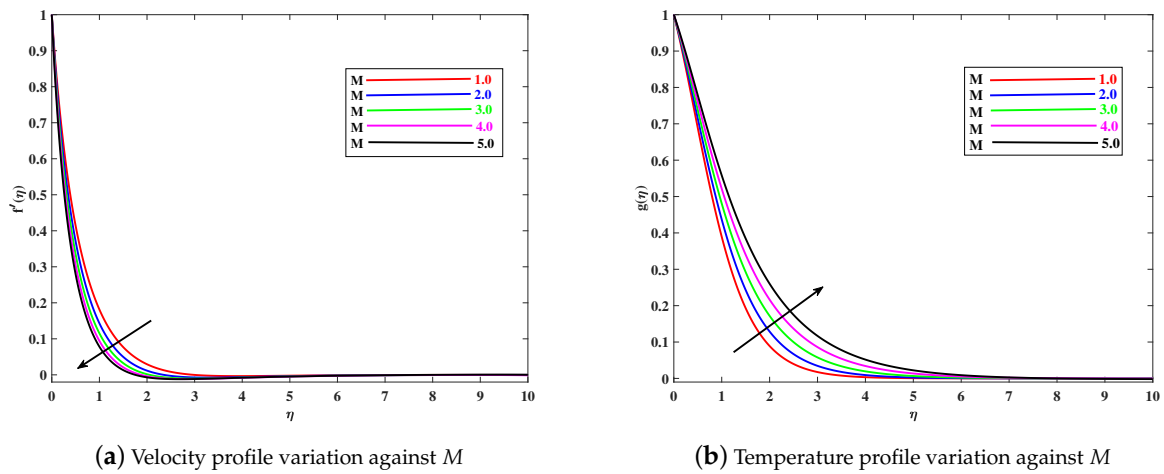 1
0.9
0.8
0.7
0.6
0.5
0.4
0.3
0.2
0.1
0
f′(η)
0 1 2 3 4 5 6 7 8 9 10
η
M 1.0
M 2.0
M 3.0
M 4.0
M 5.0
(a) Velocity profile variation against M
1
0.9
0.8
0.7
0.6
0.5
0.4
0.3
0.2
0.1
0
g(η)
0 1 2 3 4 5 6 7 8 9 10
η
M 1.0
M 2.0
M 3.0
M 4.0
M 5.0
(b) Temperature profile variation against M